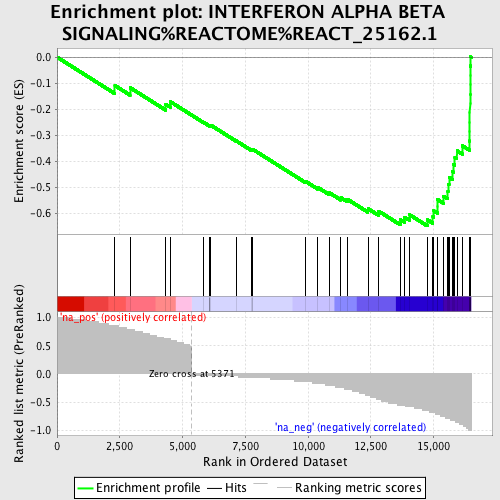 Enrichment plot: INTERFERON ALPHA BETA
SIGNALING%REACTOME%REACT_25162.1
Enrichment score (ES)
0.0
-0.1
-0.2
-0.3
-0.4
-0.5
-0.6
'na_pos' (positively correlated)
Ranked list metric (PreRanked)
1.0
0.5
0.0
-0.5
-1.0
Zero cross at 5371
'na_neg' (negatively correlated)
0
2,500
5,000
7,500
10,000
12,500
15,000
Rank in Ordered Dataset
Enrichment profile
Hits
Ranking metric scores